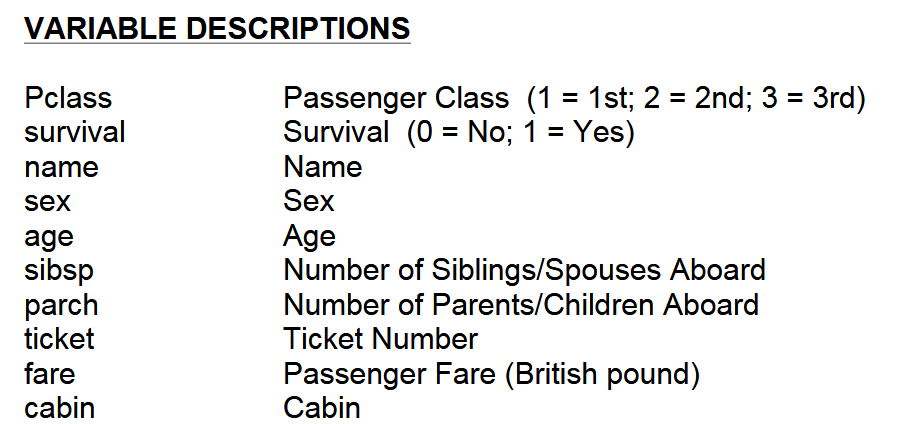 VARIABLE DESCRIPTIONS
Pclass Passenger Class (1 = 1st; 2 = 2nd; 3 = 3rd)
survival Survival (0 = No; 1 = Yes)
name Name
sex Sex
age Age
sibsp Number of Siblings/Spouses Aboard
parch Number of Parents/Children Aboard
ticket Ticket Number
fare Passenger Fare (British pound)
cabin Cabin